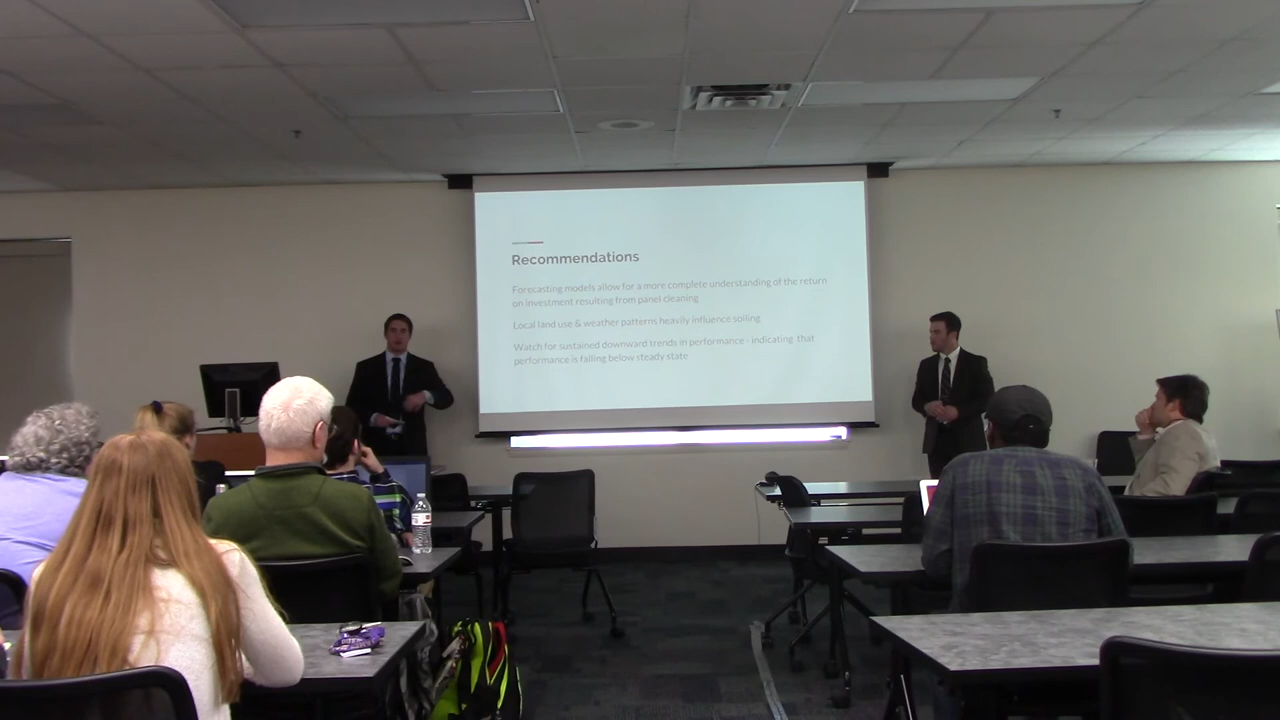 Recommendations
Forecasting models allow for a more complete understanding of the return
on investment resulting from panel cleaning
Local land use & weather patterns heavily influence soiling
Watch for sustained downward trends in performance - indicating that
performance is falling below steady state